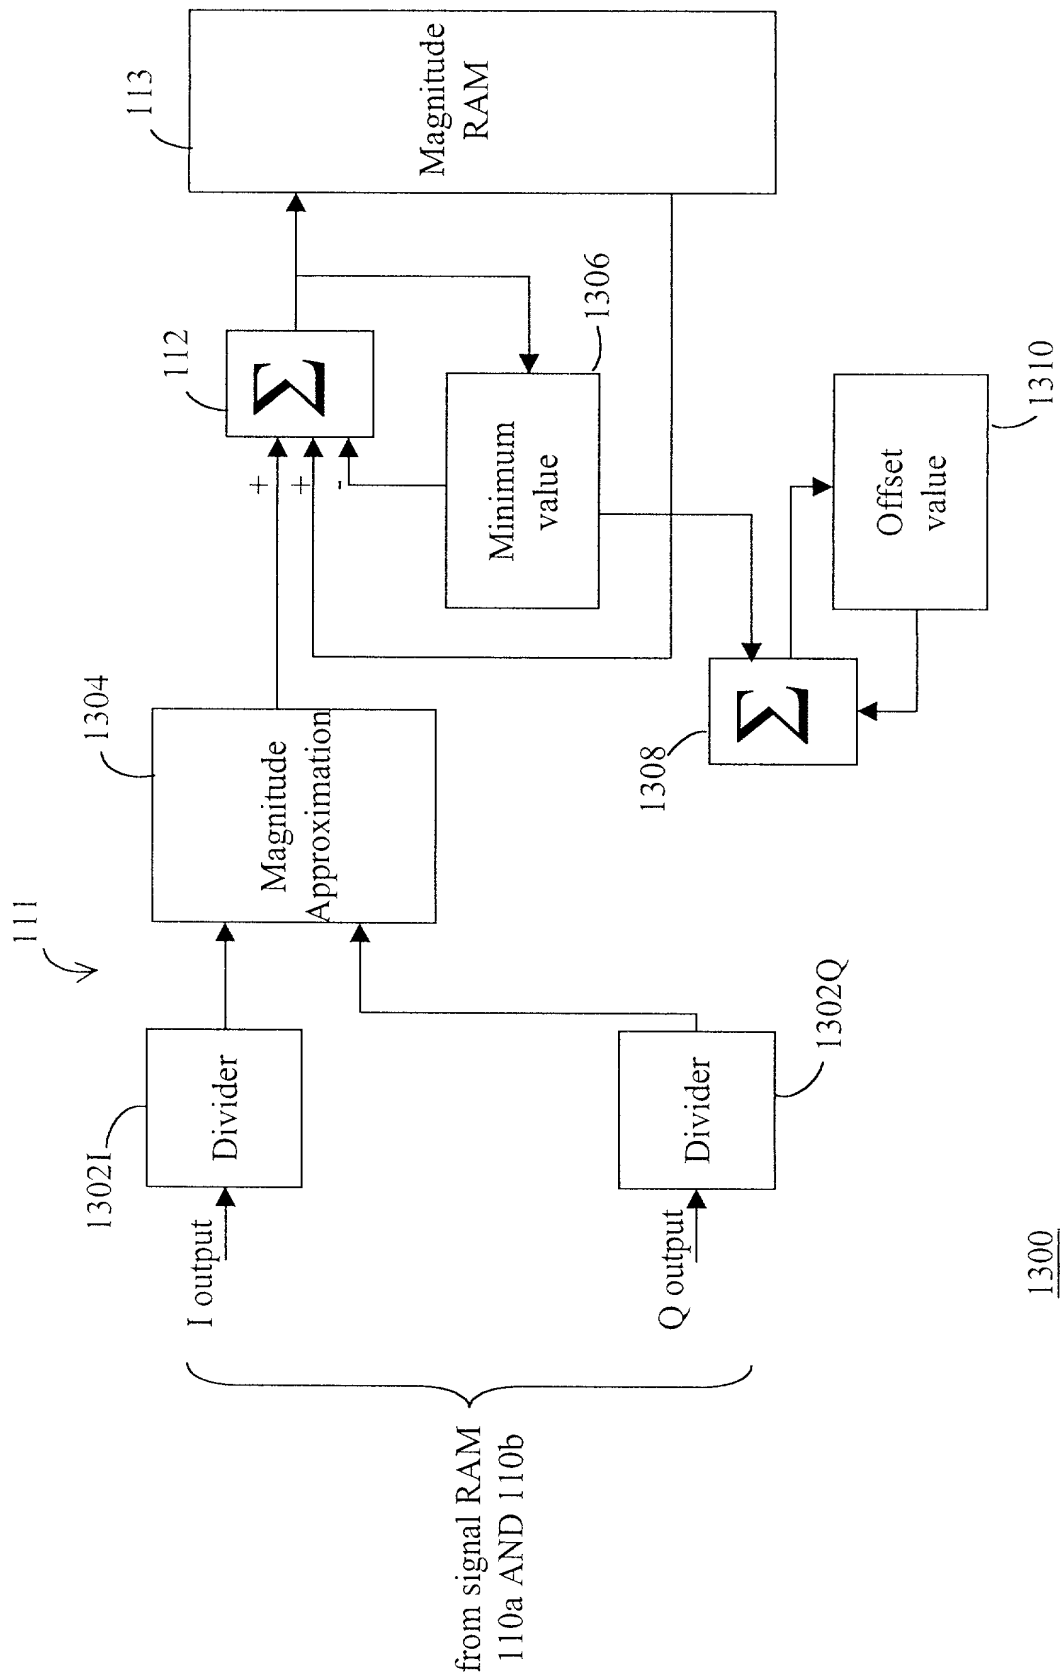 111
from signal RAM
110a AND 110b
I output
Q output
1302I
Divider
Divider
1302Q
1304
Magnitude
Approximation
+
+
-
112
Σ
113
Magnitude
RAM
Minimum
value
1306
1308
Σ
Offset
value
1310
1300